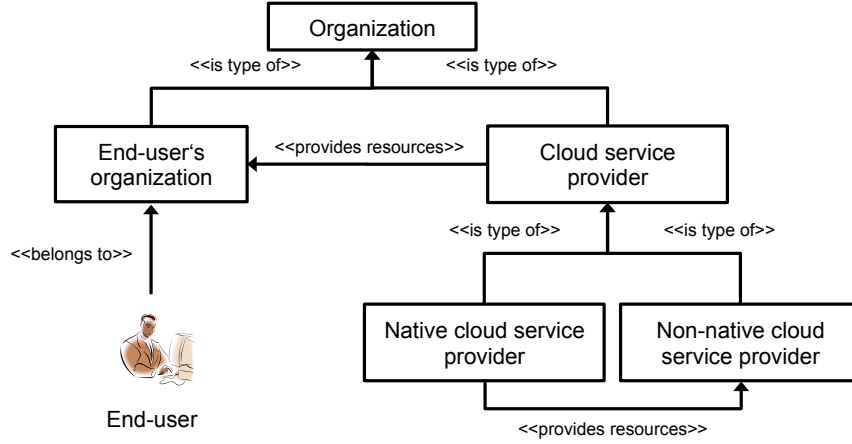 Organization
<<is type of>>
<<is type of>>
End-user‘s
organization
<<provides resources>>
Cloud service
provider
<<is type of>>
<<is type of>>
<<belongs to>>
Native cloud service
provider
Non-native cloud
service provider
End-user
<<provides resources>>